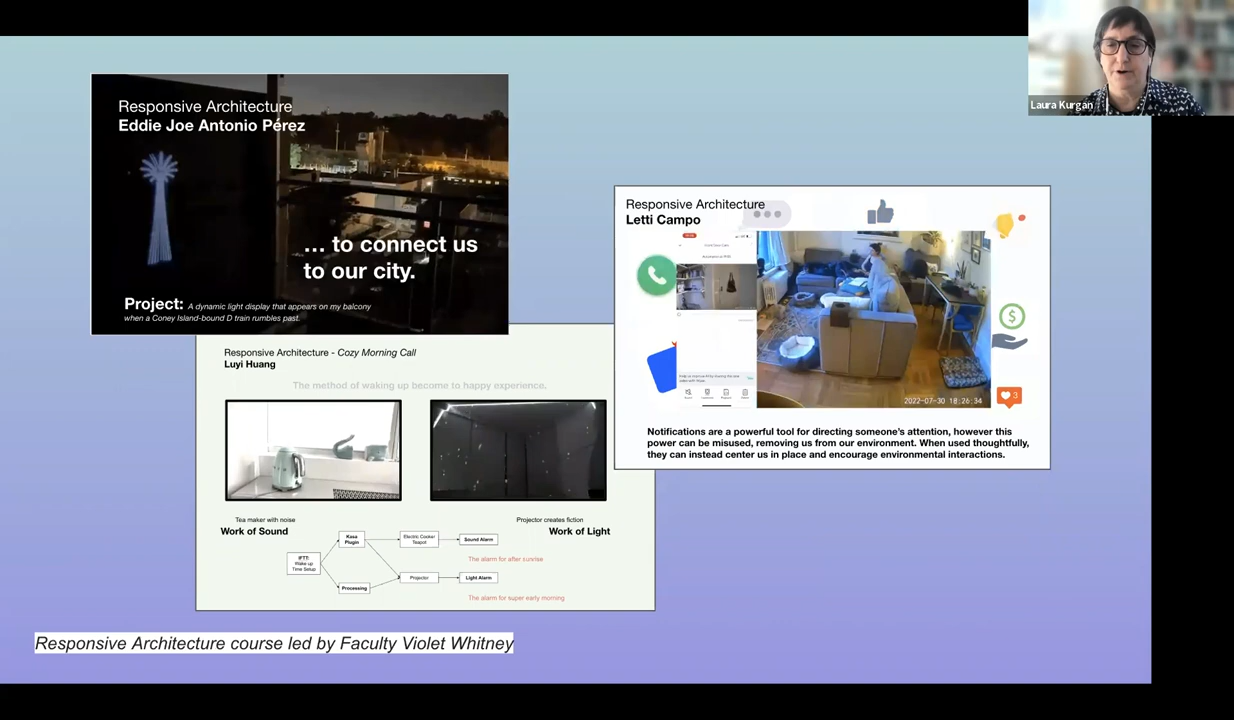 Laura Kurgan
Responsive Architecture
Eddie Joe Antonio Pérez
... to connect us
to our city.
Project: A dynamic light display that appears on my balcony
when a Coney Island-bound D train rumbles past.
Responsive Architecture
Letti Campo
$
3
2022-07-30 18:26:34
Notifications are a powerful tool for directing someone's attention, however this
power can be misused, removing us from our environment. When used thoughtfully,
they can instead center us in place and encourage environmental interactions.
Responsive Architecture - Cozy Morning Call
Luyi Huang
The method of waking up become to happy experience.
Tea maker with noise
Work of Sound
Projector creates fiction
Work of Light
IFTT:
Wake up
Time Setup
Kasa
Plugin
Electric Cooker
Teapot
Sound Alarm
The alarm for after sunrise
Processing
Projector
Light Alarm
The alarm for super early morning
Responsive Architecture course led by Faculty Violet Whitney